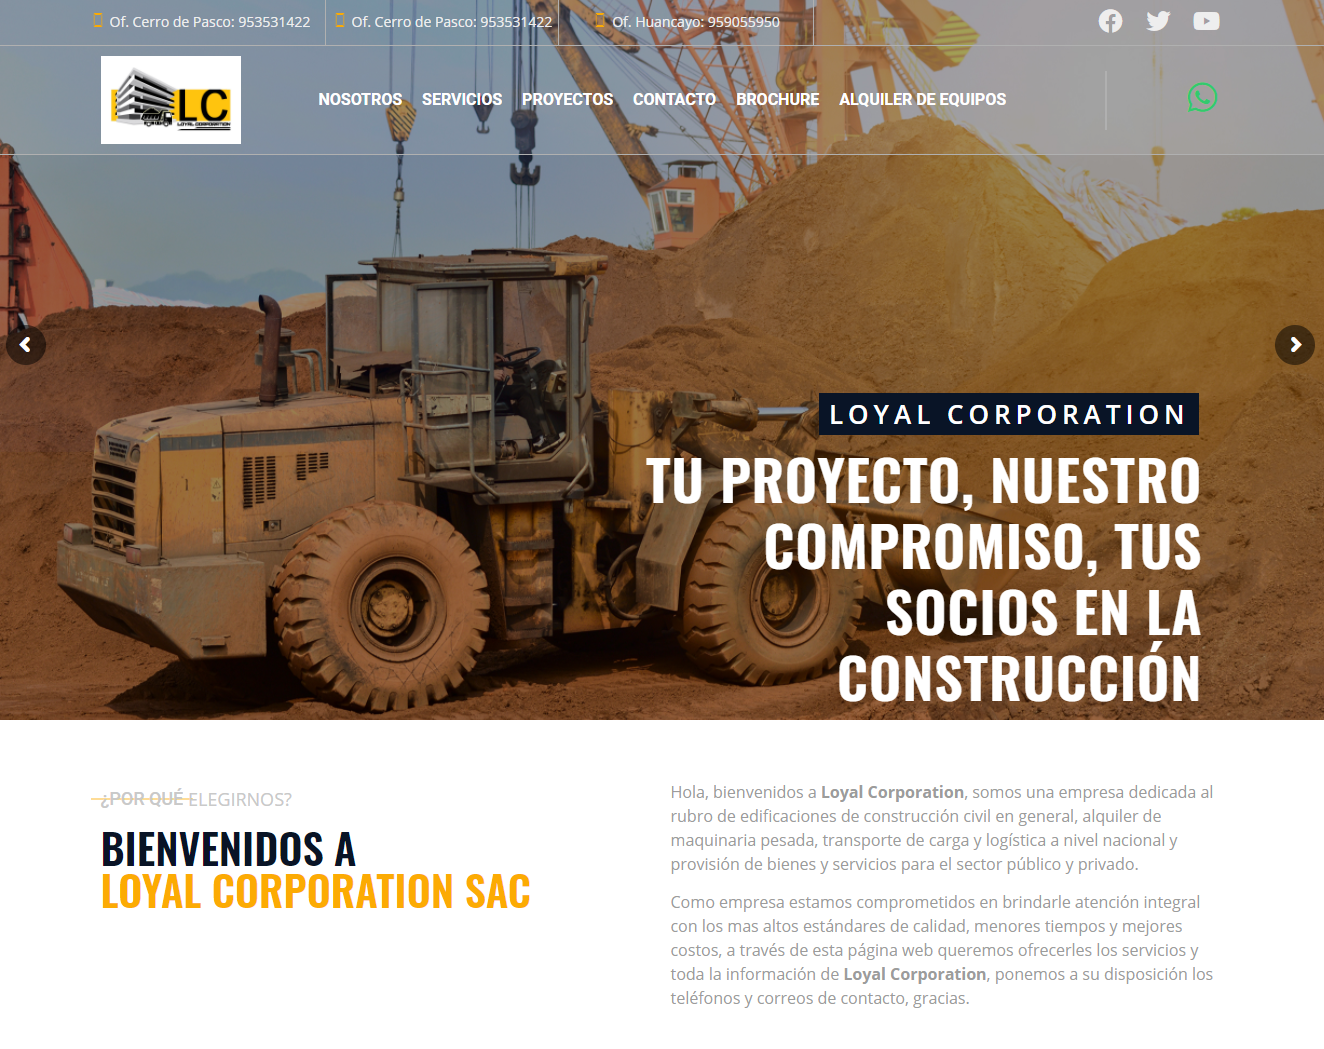 Of. Cerro de Pasco: 953531422
Of. Cerro de Pasco: 953531422
Of. Huancayo: 959055950
LC
LOYAL CORPORATION
NOSOTROS SERVICIOS PROYECTOS CONTACTO BROCHURE ALQUILER DE EQUIPOS
LOYAL CORPORATION
TU PROYECTO, NUESTRO
COMPROMISO, TUS
SOCIOS EN LA
CONSTRUCCIÓN
¿POR QUÉ ELEGIRNOS?
BIENVENIDOS A
LOYAL CORPORATION SAC
Hola, bienvenidos a Loyal Corporation, somos una empresa dedicada al
rubro de edificaciones de construcción civil en general, alquiler de
maquinaria pesada, transporte de carga y logística a nivel nacional y
provisión de bienes y servicios para el sector público y privado.
Como empresa estamos comprometidos en brindarle atención integral
con los mas altos estándares de calidad, menores tiempos y mejores
costos, a través de esta página web queremos ofrecerles los servicios y
toda la información de Loyal Corporation, ponemos a su disposición los
teléfonos y correos de contacto, gracias.